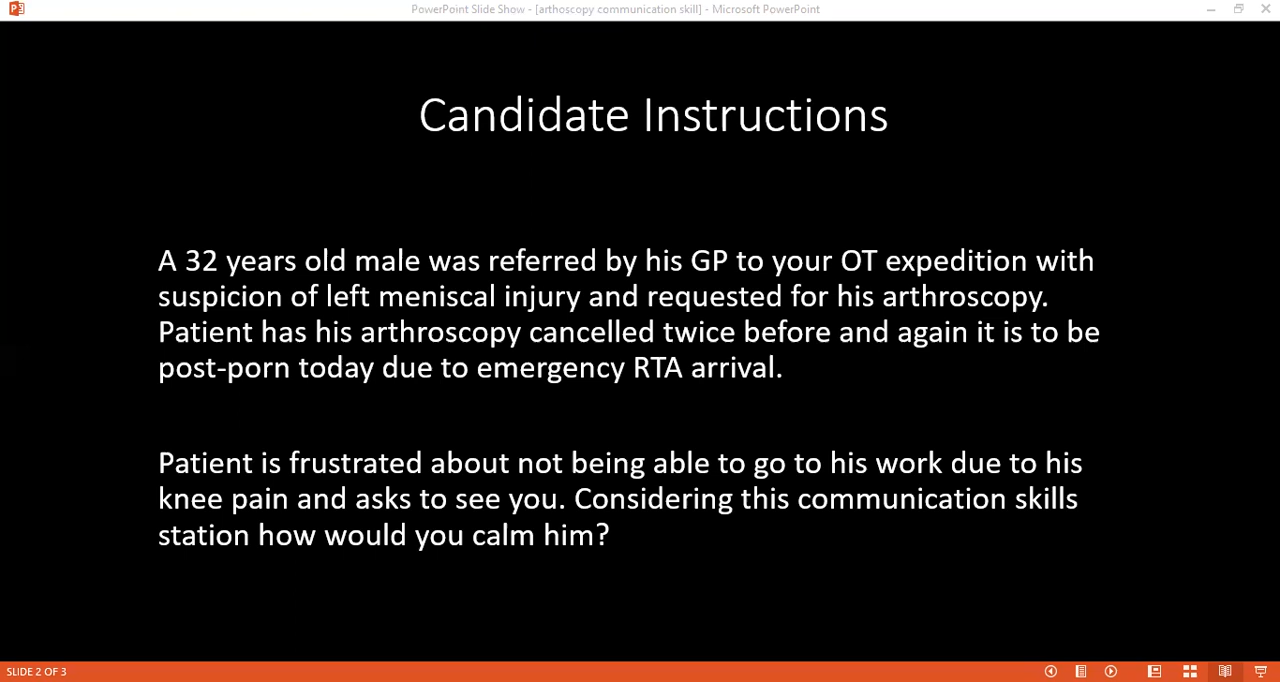 PowerPoint Slide Show - [arthoscopy communication skill] - Microsoft PowerPoint
Candidate Instructions
A 32 years old male was referred by his GP to your OT expedition with
suspicion of left meniscal injury and requested for his arthroscopy.
Patient has his arthroscopy cancelled twice before and again it is to be
post-porn today due to emergency RTA arrival.
Patient is frustrated about not being able to go to his work due to his
knee pain and asks to see you. Considering this communication skills
station how would you calm him?
SLIDE 2 OF 3